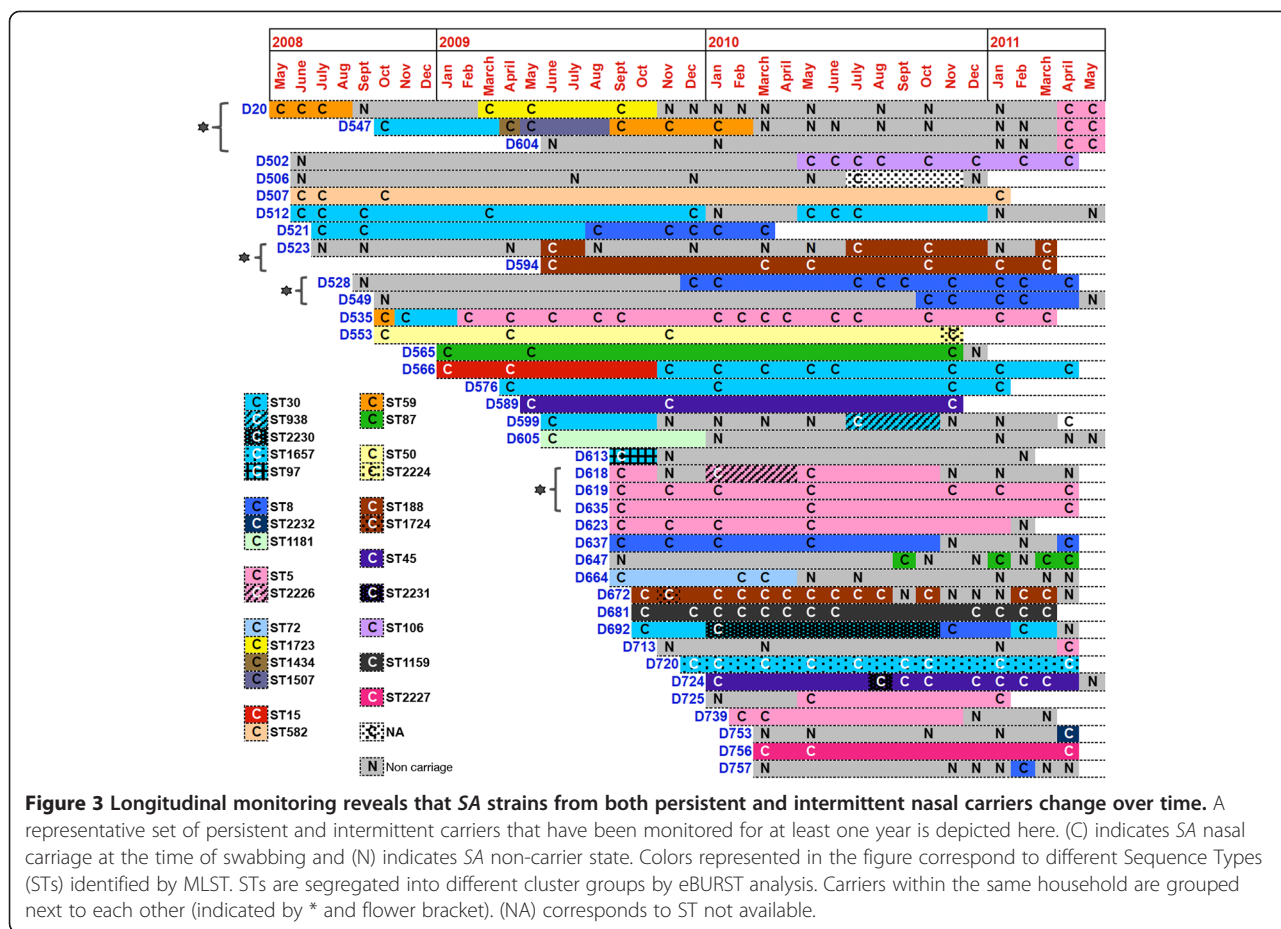 2008 2009 2010 2011
May June July Aug Sept Oct Nov Dec Jan Feb March April May June July Aug Sept Oct Nov Dec Jan Feb March April May June July Aug Sept Oct Nov Dec Jan Feb March April May
D20 C C C N C C C N N N N N N N N N C C
D547 C C C C C C N N N N N N N C C
D604 N N N N C C
D502 N C C C C C C C C
D506 N N N N C N
D507 C C C C
D512 C C C C C N C C C N N
D521 C C C C C C C
D523 N N N C N N N N C C N C
D594 C C C C C C
D528 N C C C C C C C C C
D549 N C C C C N
D535 C C C C C C C C C C C C C C C C
D553 C C C C
D565 C C C N
D566 C C C C C C C C C C
D576 C C C C
D589 C C C
D599 C N N N C N N C
D605 C N N N N
D613 C N N
D618 C N C C N N N
D619 C C C C C C C
D635 C C C
D623 C C C C N
D637 C C C C N N C
D647 N C N N C N C C
D664 C C C N N N N N
D672 C C C C C C C C C N C N N N C C N
D681 C C C C C C C C C C C
D692 C C C C N
D713 N N N C
D720 C C C C C C C C C
D724 C C C C C C C C C N
D725 N C C
D739 C C N N
D753 N N N N C
D756 C C C
D757 N N N N C N N
C ST30
C ST938
C ST2230
C ST1657
C ST97
C ST8
C ST2232
C ST1181
C ST5
C ST2226
C ST72
C ST1723
C ST1434
C ST1507
C ST15
C ST582
C ST59
C ST87
C ST50
C ST2224
C ST188
C ST1724
C ST45
C ST2231
C ST106
C ST1159
C ST2227
C NA
N Non carriage
Figure 3 Longitudinal monitoring reveals that SA strains from both persistent and intermittent nasal carriers change over time. A
representative set of persistent and intermittent carriers that have been monitored for at least one year is depicted here. (C) indicates SA nasal
carriage at the time of swabbing and (N) indicates SA non-carrier state. Colors represented in the figure correspond to different Sequence Types
(STs) identified by MLST. STs are segregated into different cluster groups by eBURST analysis. Carriers within the same household are grouped
next to each other (indicated by * and flower bracket). (NA) corresponds to ST not available.